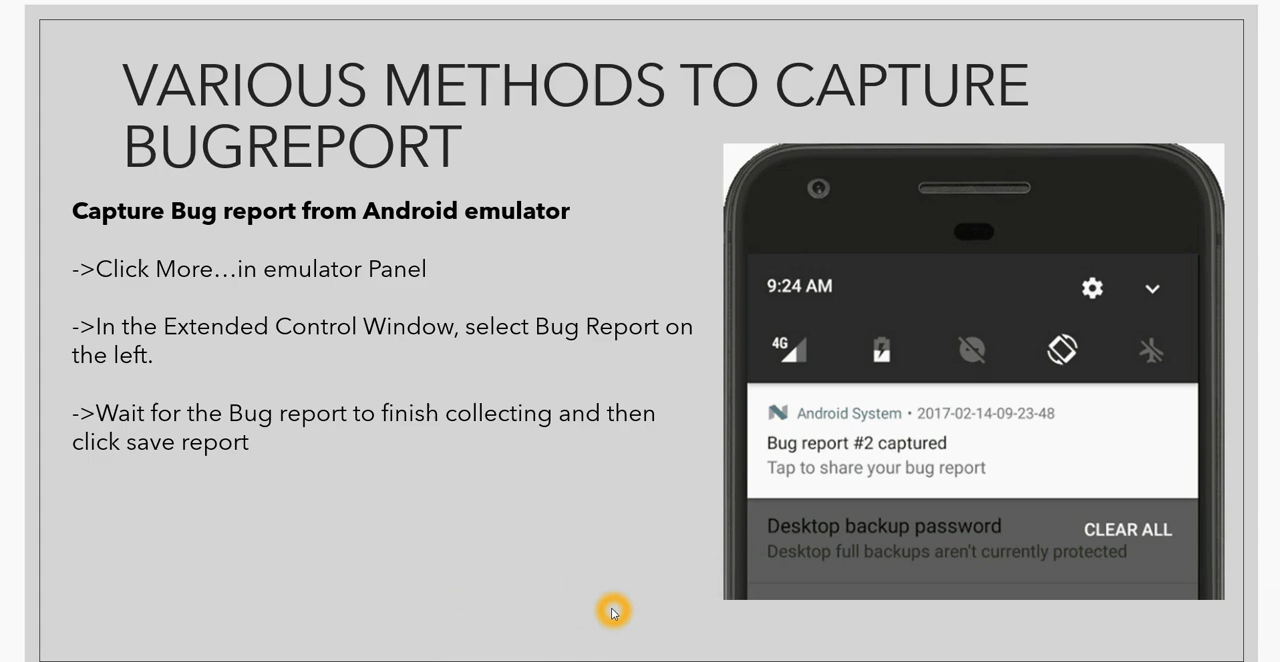 VARIOUS METHODS TO CAPTURE
BUGREPORT
Capture Bug report from Android emulator
->Click More…in emulator Panel
->In the Extended Control Window, select Bug Report on
the left.
->Wait for the Bug report to finish collecting and then
click save report
9:24 AM
4G
Android System • 2017-02-14-09-23-48
Bug report #2 captured
Tap to share your bug report
Desktop backup password
CLEAR ALL
Desktop full backups aren't currently protected